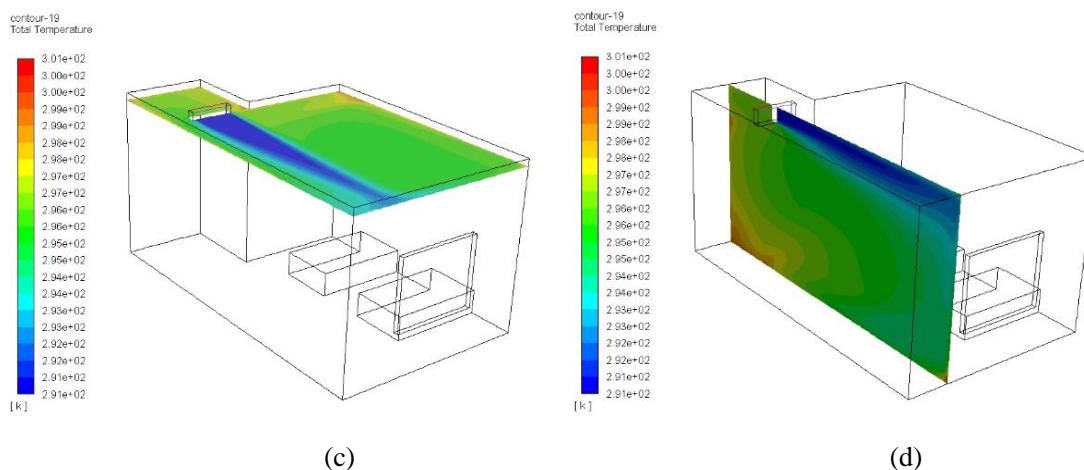 contour-19
Total Temperature
3.01e+02
3.00e+02
3.00e+02
2.99e+02
2.99e+02
2.98e+02
2.98e+02
2.97e+02
2.97e+02
2.96e+02
2.96e+02
2.95e+02
2.95e+02
2.94e+02
2.94e+02
2.93e+02
2.93e+02
2.92e+02
2.92e+02
2.91e+02
2.91e+02
[ k ]
(c)
contour-19
Total Temperature
3.01e+02
3.00e+02
3.00e+02
2.99e+02
2.99e+02
2.98e+02
2.98e+02
2.97e+02
2.97e+02
2.96e+02
2.96e+02
2.95e+02
2.95e+02
2.94e+02
2.94e+02
2.93e+02
2.93e+02
2.92e+02
2.92e+02
2.91e+02
2.91e+02
[ k ]
(d)